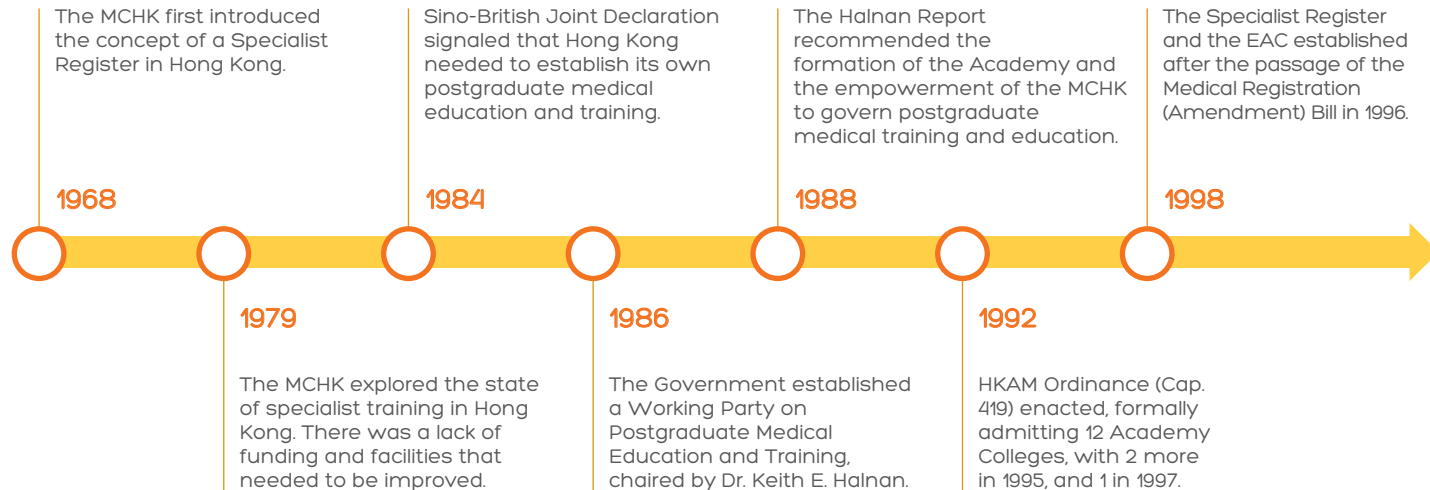 The MCHK first introduced
the concept of a Specialist
Register in Hong Kong.
1968
1979
The MCHK explored the state
of specialist training in Hong
Kong. There was a lack of
funding and facilities that
needed to be improved.
Sino-British Joint Declaration
signaled that Hong Kong
needed to establish its own
postgraduate medical
education and training.
1984
1986
The Government established
a Working Party on
Postgraduate Medical
Education and Training,
chaired by Dr. Keith E. Halnan.
The Halnan Report
recommended the
formation of the Academy and
the empowerment of the MCHK
to govern postgraduate
medical training and education.
1988
1992
HKAM Ordinance (Cap.
419) enacted, formally
admitting 12 Academy
Colleges, with 2 more
in 1995, and 1 in 1997.
The Specialist Register
and the EAC established
after the passage of the
Medical Registration
(Amendment) Bill in 1996.
1998